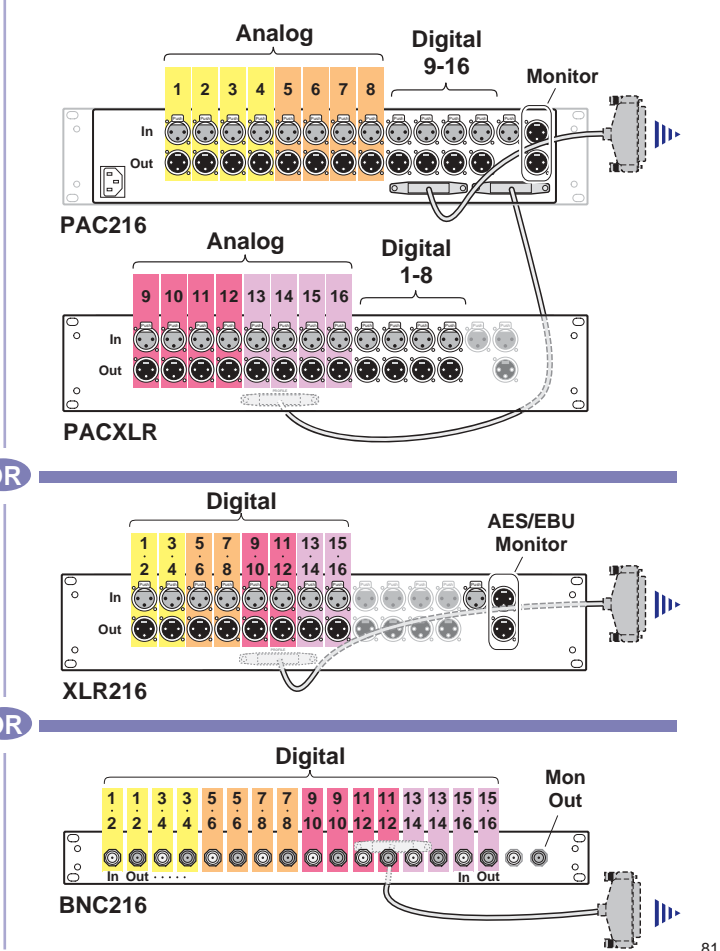 Analog
Digital
9-16
Monitor
1 2 3 4 5 6 7 8
In
Out
PAC216
Analog
Digital
1-8
9 10 11 12 13 14 15 16
In
Out
PACXLR
OR
Digital
AES/EBU
Monitor
1 3 5 7 9 11 13 15
· · · · · · · ·
2 4 6 8 10 12 14 16
In
Out
XLR216
OR
Digital
Mon
Out
1 1 3 3 5 5 7 7 9 9 11 11 13 13 15 15
· · · · · · · · · · · · · · · ·
2 2 4 4 6 6 8 8 10 10 12 12 14 14 16 16
In Out · · · · · In Out
BNC216
81